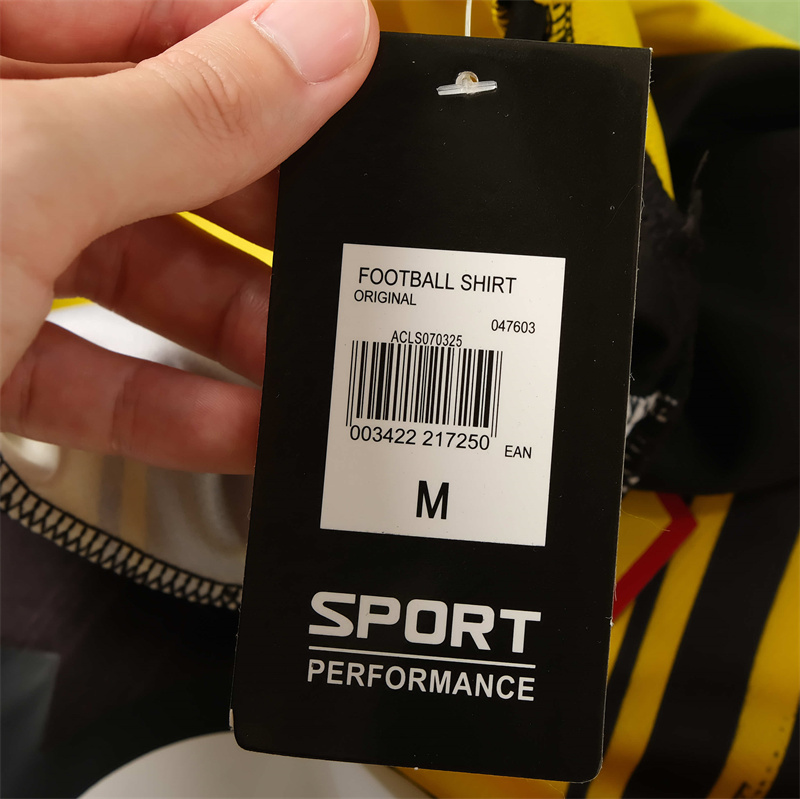 FOOTBALL SHIRT
ORIGINAL
047603
ACLS070325
003422 217250
EAN
M
SPORT
PERFORMANCE